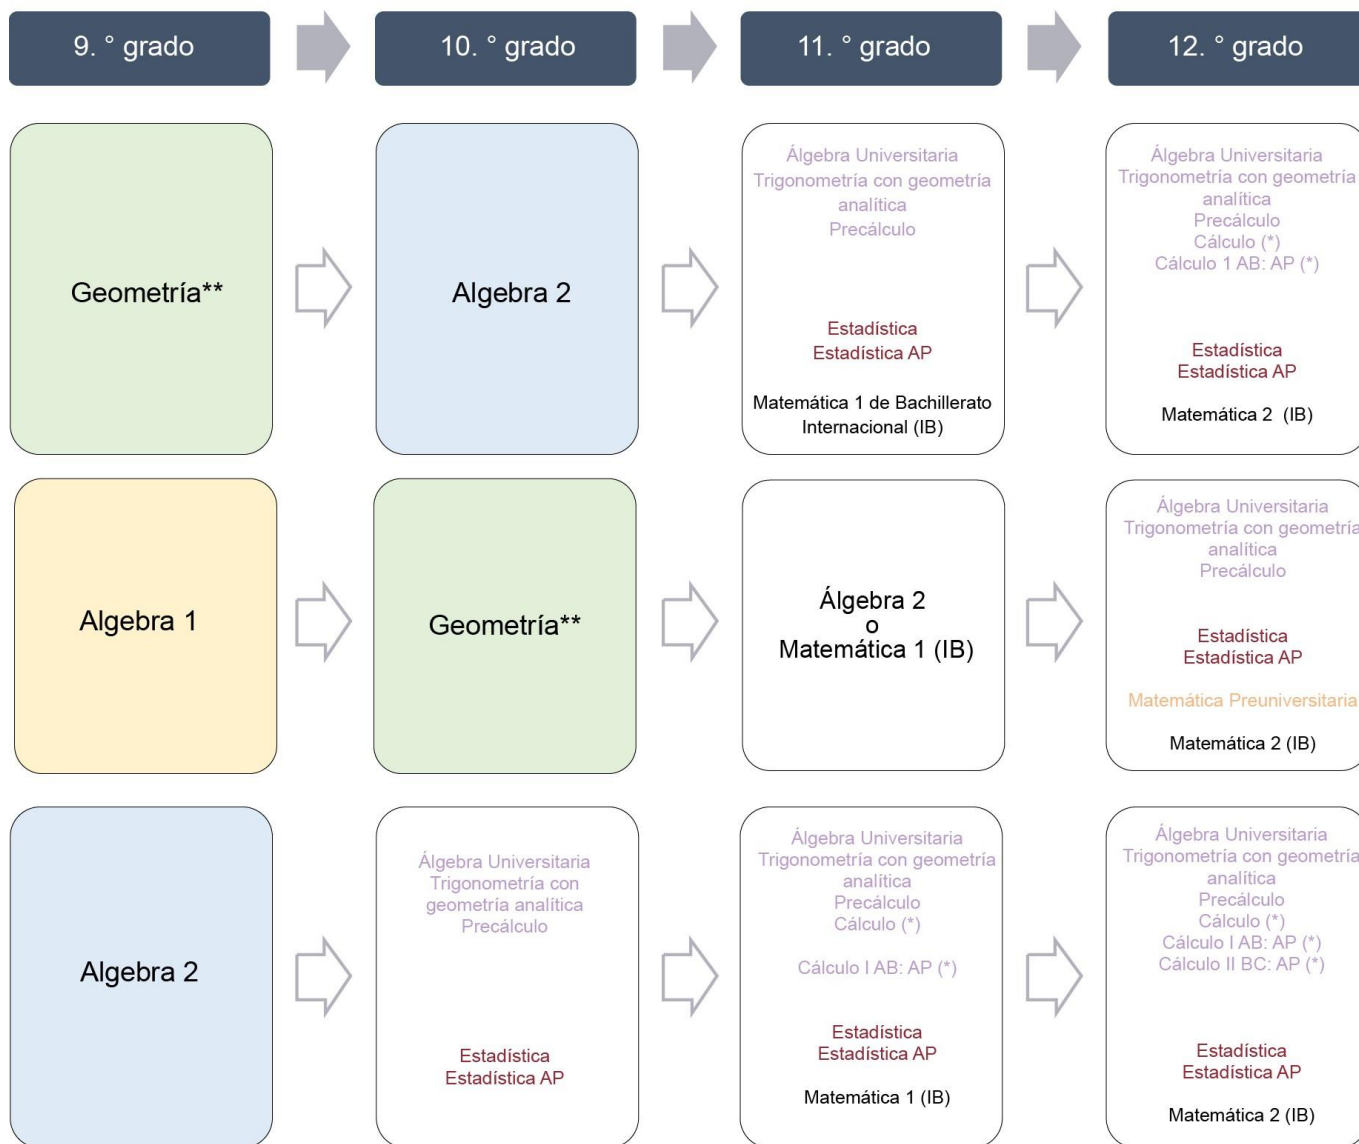 9. ° grado
10. ° grado
11. ° grado
12. ° grado
Geometría**
Algebra 2
Álgebra Universitaria
Trigonometría con geometría
analítica
Precálculo
Estadística
Estadística AP
Matemática 1 de Bachillerato
Internacional (IB)
Álgebra Universitaria
Trigonometría con geometría
analítica
Precálculo
Cálculo (*)
Cálculo 1 AB: AP (*)
Estadística
Estadística AP
Matemática 2 (IB)
Algebra 1
Geometría**
Álgebra 2
o
Matemática 1 (IB)
Álgebra Universitaria
Trigonometría con geometría
analítica
Precálculo
Estadística
Estadística AP
Matemática Preuniversitaria
Matemática 2 (IB)
Algebra 2
Álgebra Universitaria
Trigonometría con
geometría analítica
Precálculo
Estadística
Estadística AP
Álgebra Universitaria
Trigonometría con geometría
analítica
Precálculo
Cálculo (*)
Cálculo I AB: AP (*)
Estadística
Estadística AP
Matemática 1 (IB)
Álgebra Universitaria
Trigonometría con geometría
analítica
Precálculo
Cálculo (*)
Cálculo I AB: AP (*)
Cálculo II BC: AP (*)
Estadística
Estadística AP
Matemática 2 (IB)